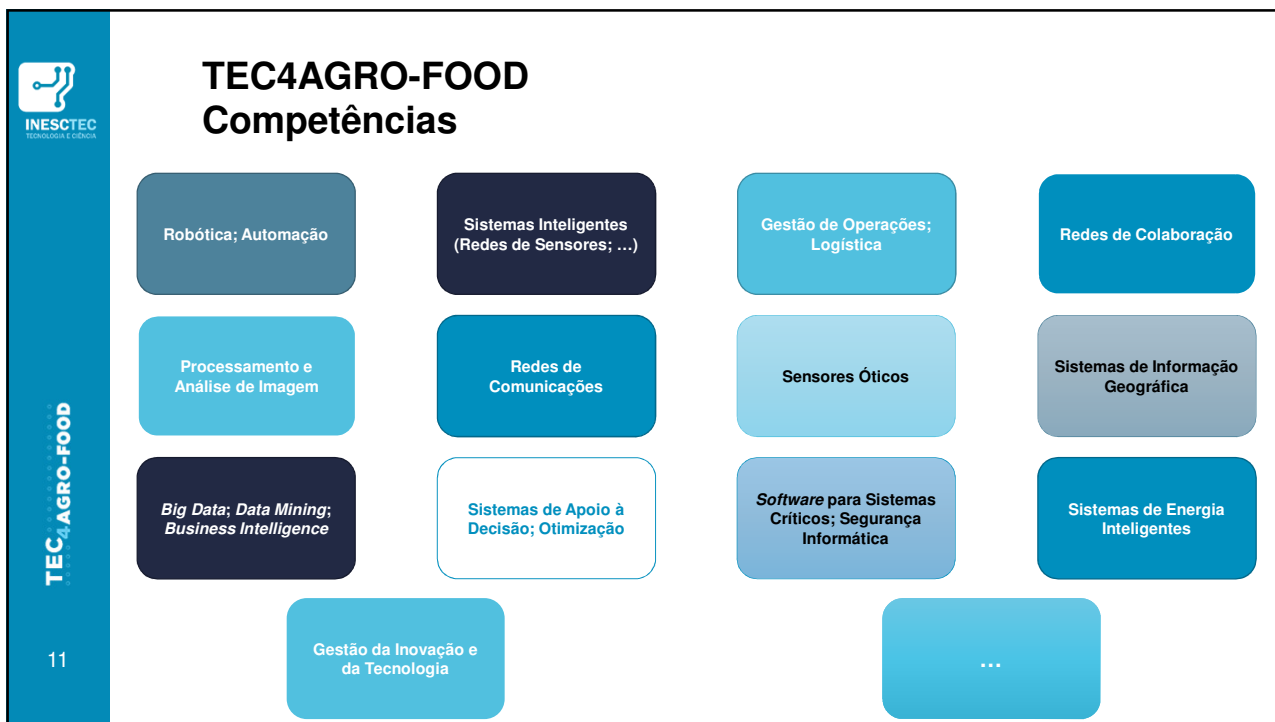 INESCTEC
TECNOLOGIA E CIÊNCIA
TEC4AGRO-FOOD
11
TEC4AGRO-FOOD
Competências
Robótica; Automação
Sistemas Inteligentes
(Redes de Sensores; …)
Gestão de Operações;
Logística
Redes de Colaboração
Processamento e
Análise de Imagem
Redes de
Comunicações
Sensores Óticos
Sistemas de Informação
Geográfica
Big Data; Data Mining;
Business Intelligence
Sistemas de Apoio à
Decisão; Otimização
Software para Sistemas
Críticos; Segurança
Informática
Sistemas de Energia
Inteligentes
Gestão da Inovação e
da Tecnologia
…